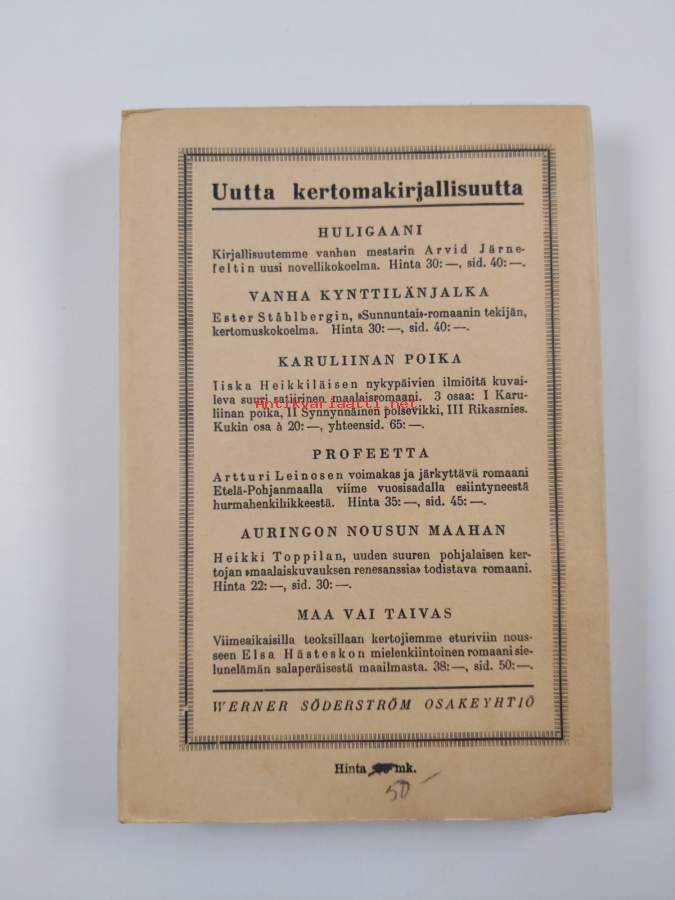 Uutta kertomakirjallisuutta
HULIGAANI
Kirjallisuutemme vanhan mestarin Arvid Järne-
feltin uusi novellikokoelma. Hinta 30:—, sid. 40:—.
VANHA KYNTTILÄNJALKA
Ester Ståhlbergin, »Sunnuntai»-romaanin tekijän,
kertomuskokoelma. Hinta 30:—, sid. 40:—.
KARULIINAN POIKA
Iiska Heikkiläisen nykypäivien ilmiöitä kuvai-
leva suuri satiirinen maalaisromaani. 3 osaa: I Karu-
liinan poika, II Synnynnäinen polsevikki, III Rikasmies.
Kukin osa à 20:—, yhteensid. 65:—.
Antikvariaatti.net
PROFEETTA
Artturi Leinosen voimakas ja järkyttävä romaani
Etelä-Pohjanmaalla viime vuosisadalla esiintyneestä
hurmahenkiliikkeestä. Hinta 35:—, sid. 45:—.
AURINGON NOUSUN MAAHAN
Heikki Toppilan, uuden suuren pohjalaisen ker-
tojan »maalaiskuvauksen renesanssia» todistava romaani.
Hinta 22:—, sid. 30:—.
MAA VAI TAIVAS
Viimeaikaisilla teoksillaan kertojiemme eturiviin nous-
seen Elsa Hästeskon mielenkiintoinen romaani sie-
lunelämän salaperäisestä maailmasta. 38:—, sid. 50:—.
WERNER SÖDERSTRÖM OSAKEYHTIÖ
Hinta mk.
50—